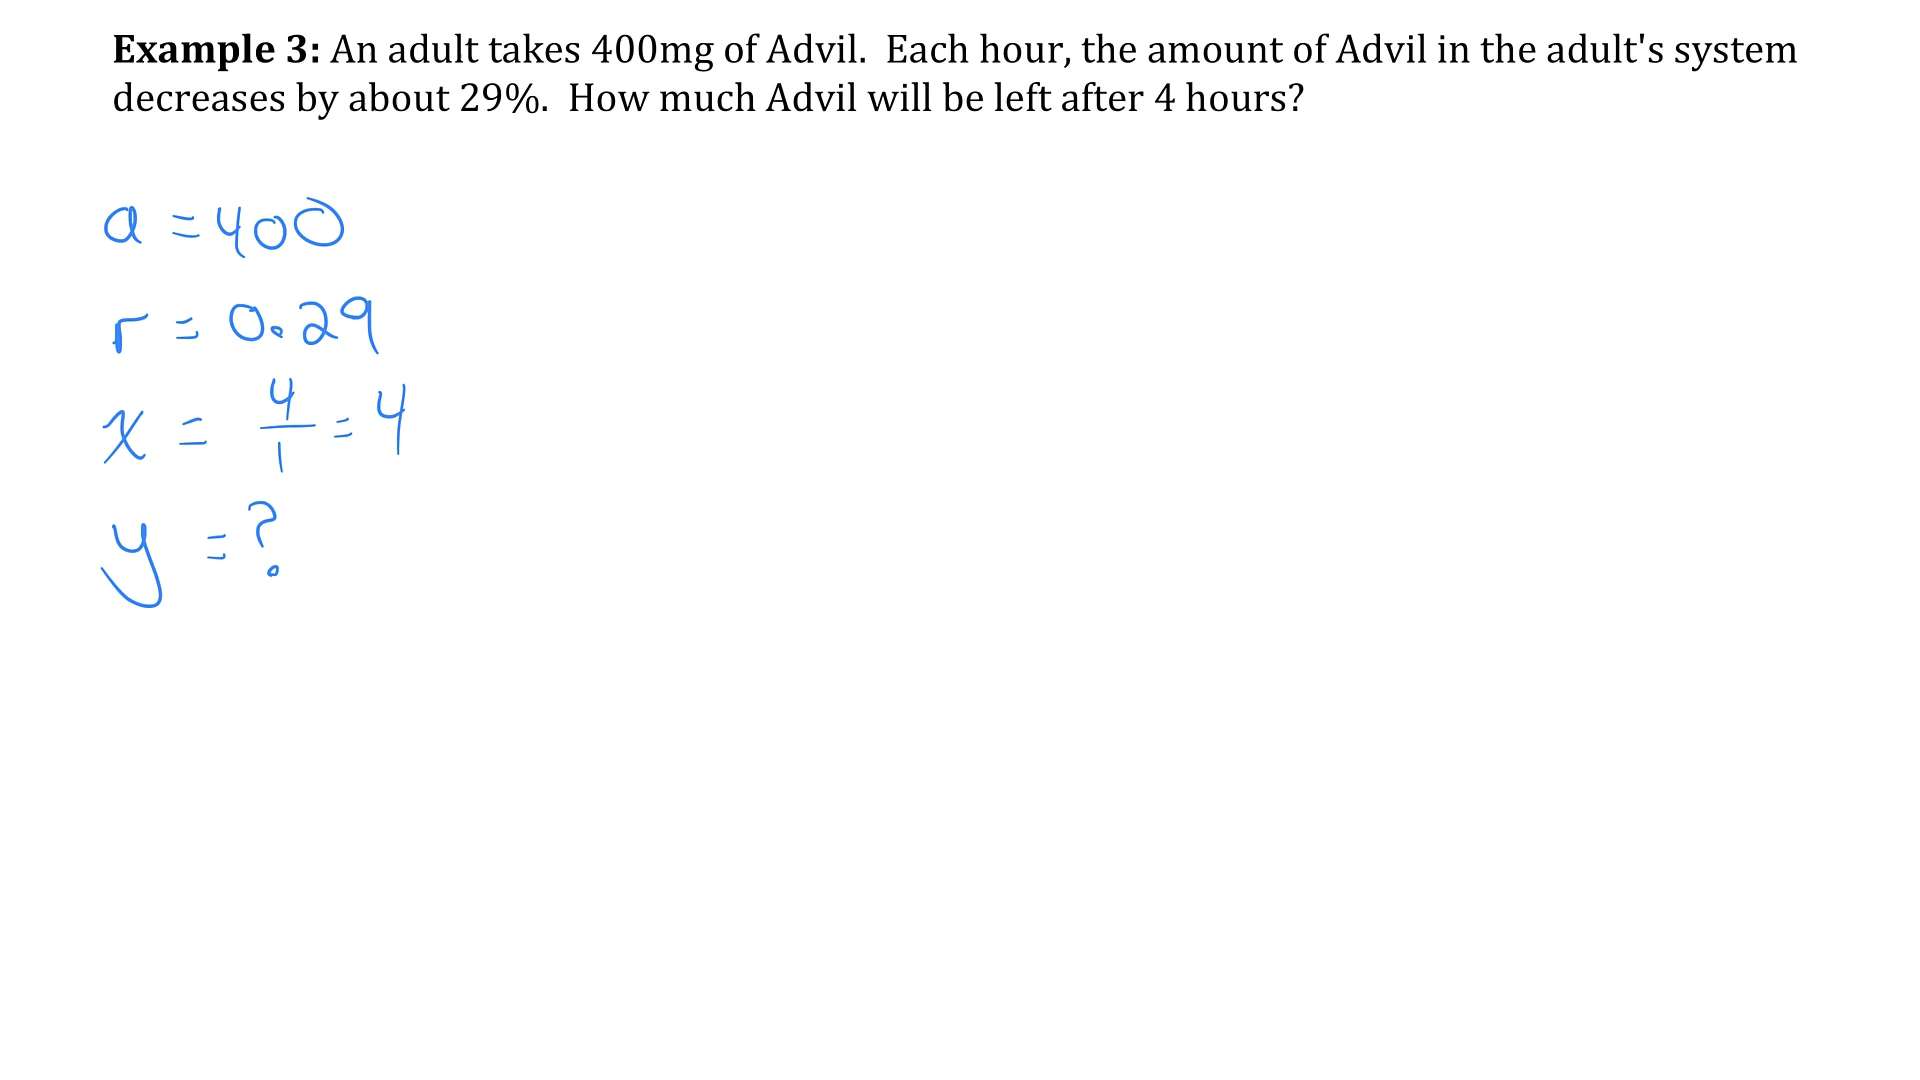 Example 3: An adult takes 400mg of Advil.  Each hour, the amount of Advil in the adult's system
decreases by about 29%.  How much Advil will be left after 4 hours?
a = 400
r = 0.29
x = 4/1 = 4
y = ?